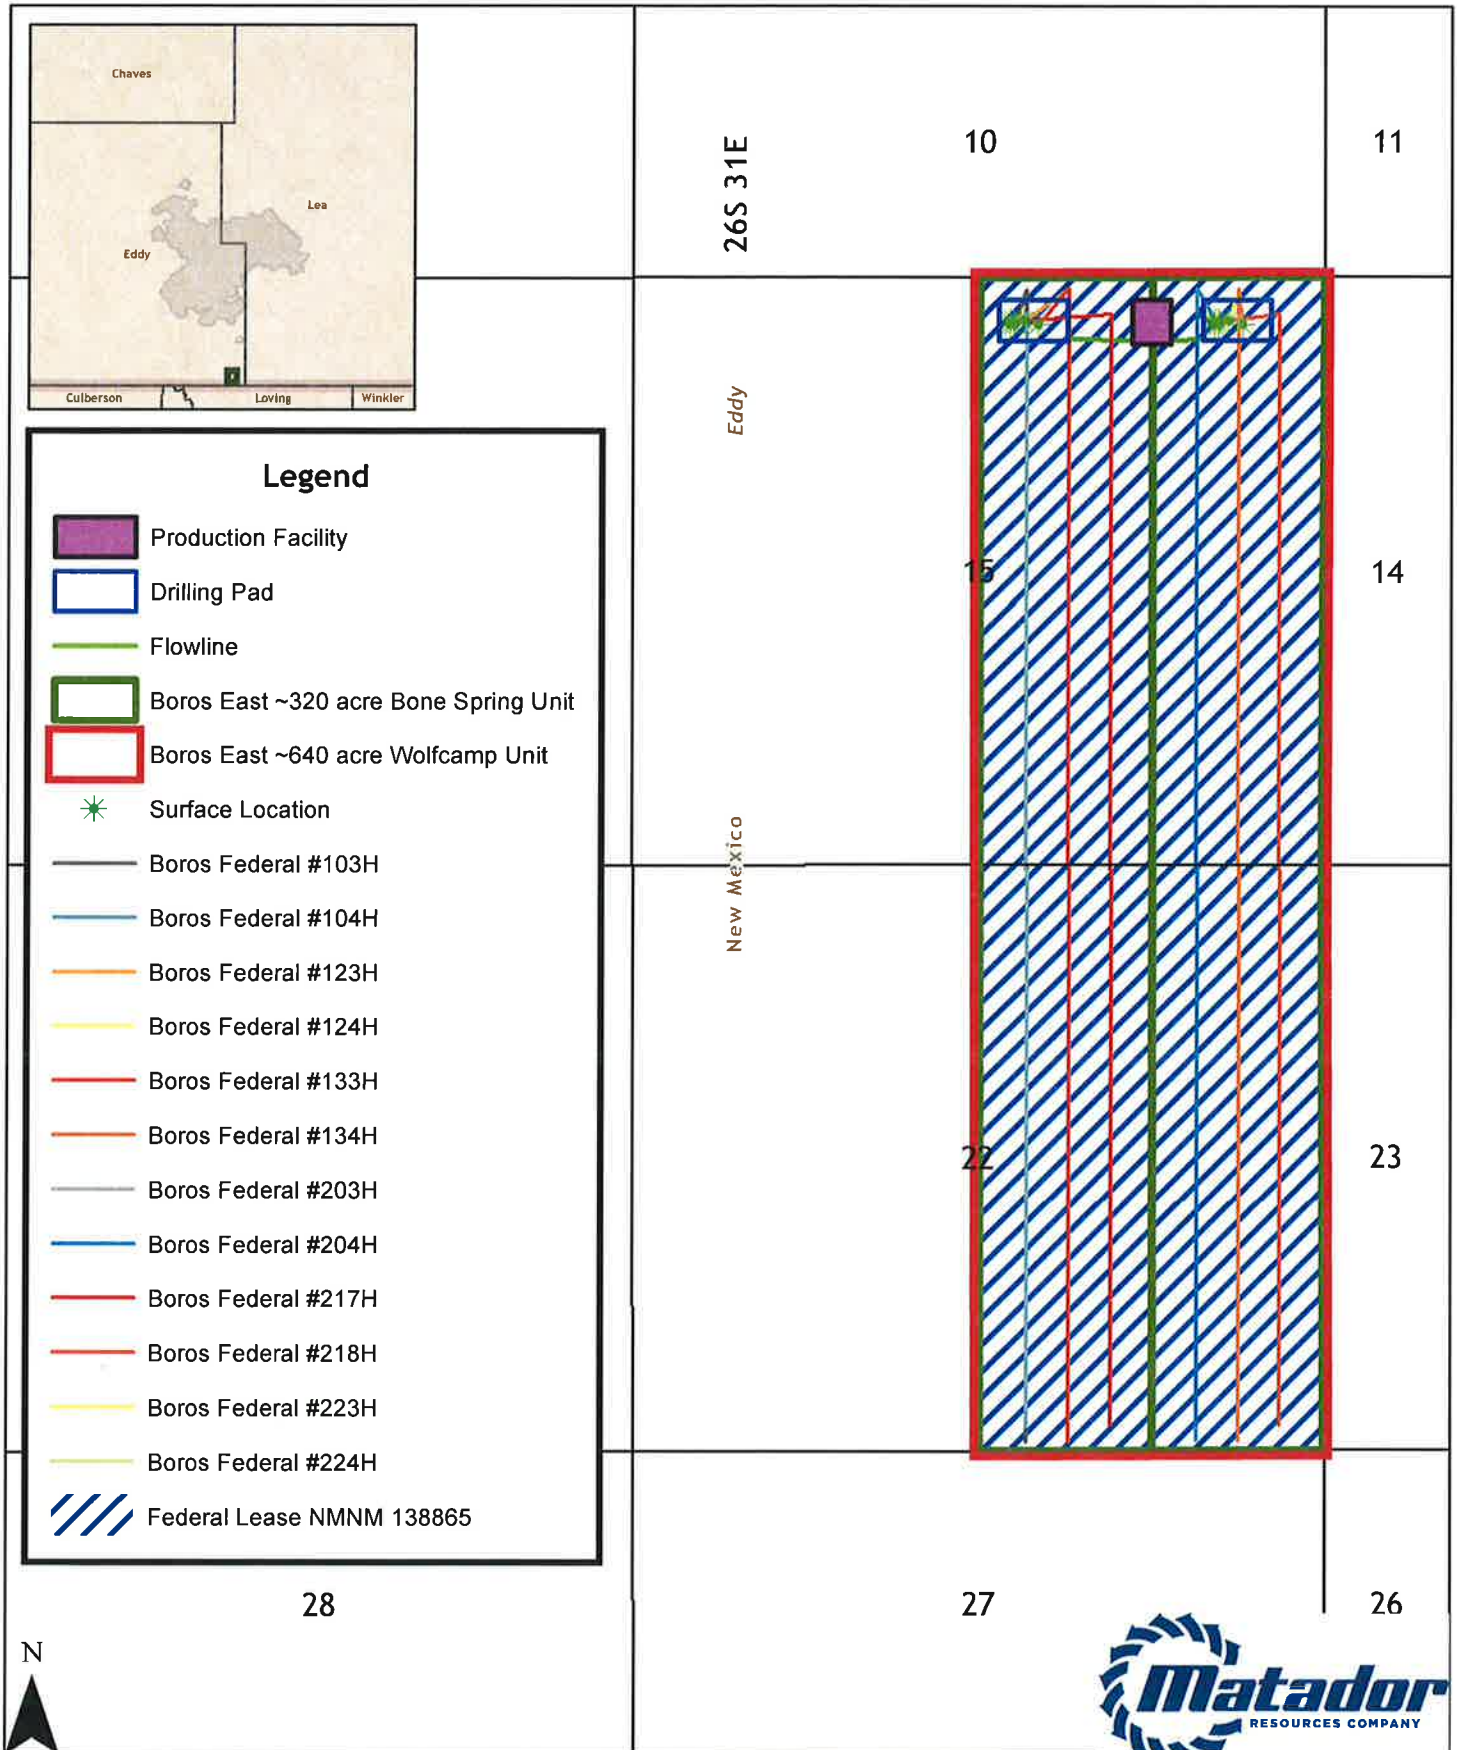 Chaves
Lea
Eddy
Culberson
Loving
Winkler
26S 31E
10
11
Eddy
15
14
New Mexico
22
23
28
27
26
Legend
Production Facility
Drilling Pad
Flowline
Boros East ~320 acre Bone Spring Unit
Boros East ~640 acre Wolfcamp Unit
Surface Location
Boros Federal #103H
Boros Federal #104H
Boros Federal #123H
Boros Federal #124H
Boros Federal #133H
Boros Federal #134H
Boros Federal #203H
Boros Federal #204H
Boros Federal #217H
Boros Federal #218H
Boros Federal #223H
Boros Federal #224H
Federal Lease NMNM 138865
N
Matador
RESOURCES COMPANY